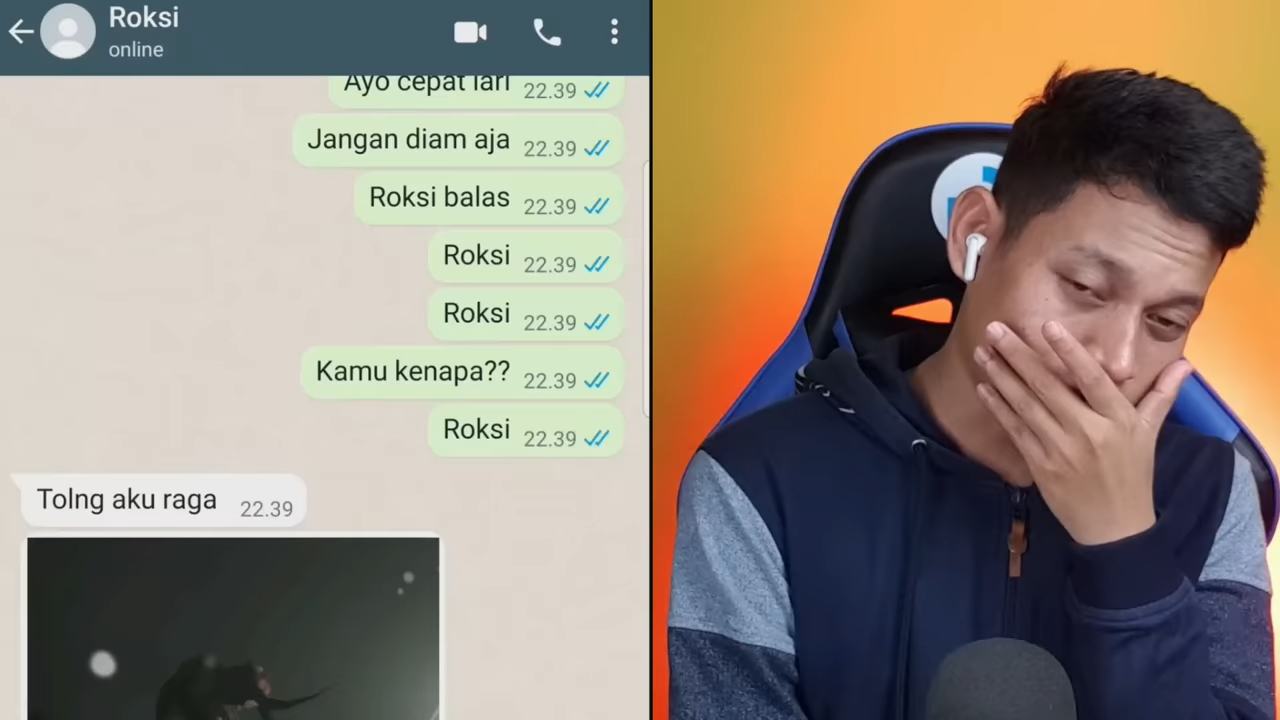 Roksi
online
Ayo cepat lari 22.39
Jangan diam aja 22.39
Roksi balas 22.39
Roksi 22.39
Roksi 22.39
Kamu kenapa?? 22.39
Roksi 22.39
Tolng aku raga 22.39